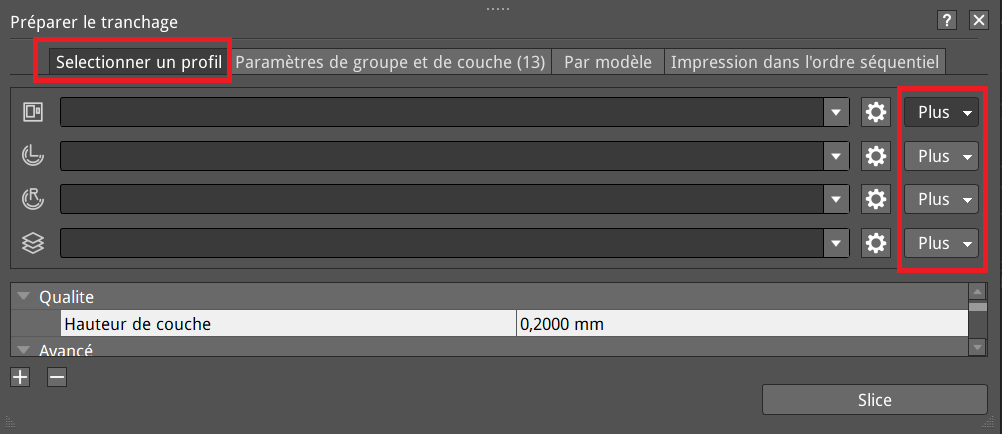 Préparer le tranchage
?
Selectionner un profil Paramètres de groupe et de couche (13) Par modèle Impression dans l'ordre séquentiel
Plus
L
Plus
R
Plus
Plus
Qualite
Hauteur de couche 0,2000 mm
Avancé
Slice